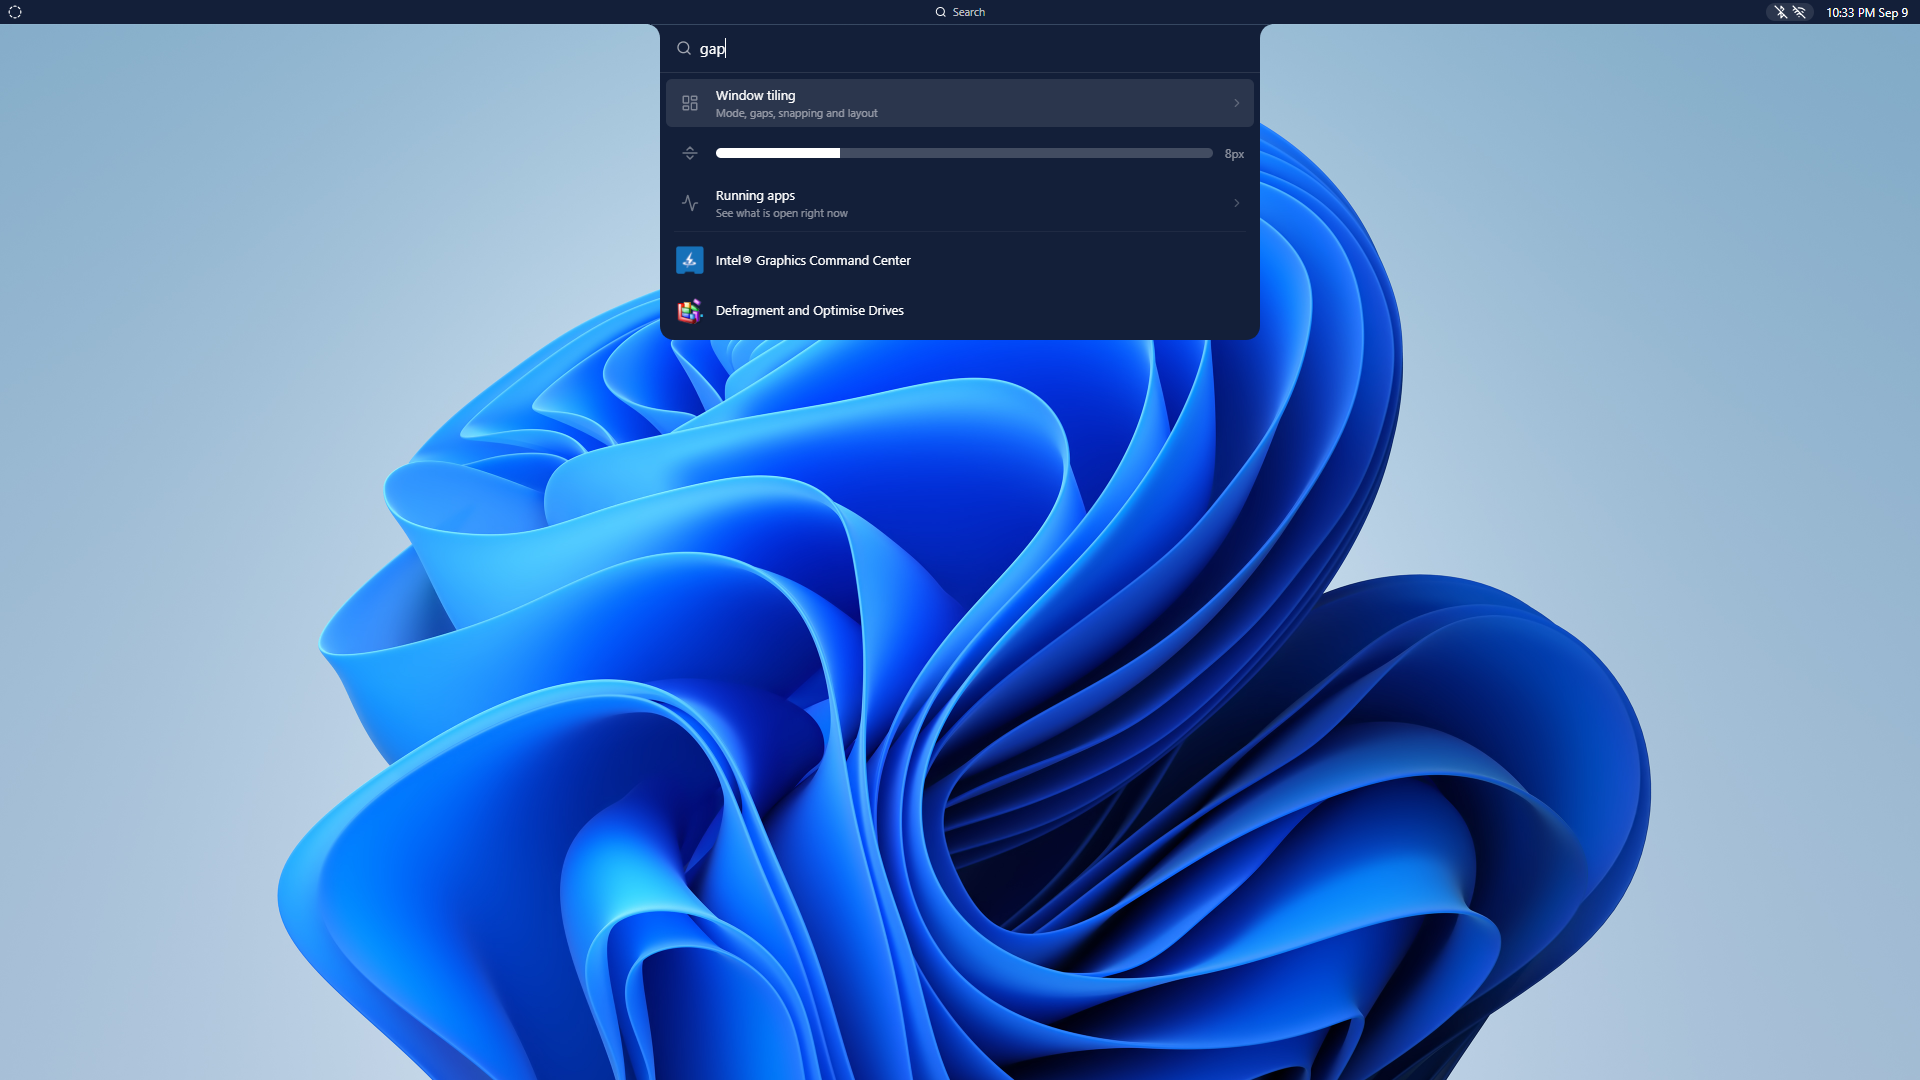 Search
10:33 PM Sep 9
gap
Window tiling
Mode, gaps, snapping and layout
8px
Running apps
See what is open right now
Intel® Graphics Command Center
Defragment and Optimise Drives